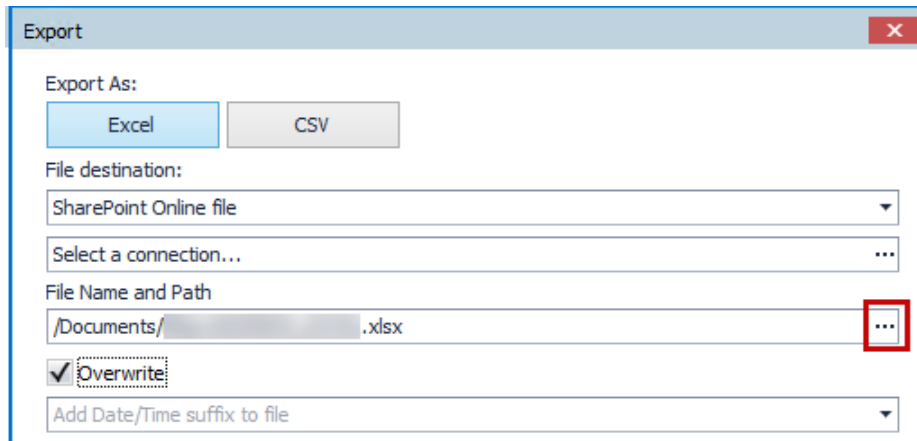 Export
Export As:
Excel CSV
File destination:
SharePoint Online file
Select a connection...
File Name and Path
/Documents/ .xlsx
Overwrite
Add Date/Time suffix to file